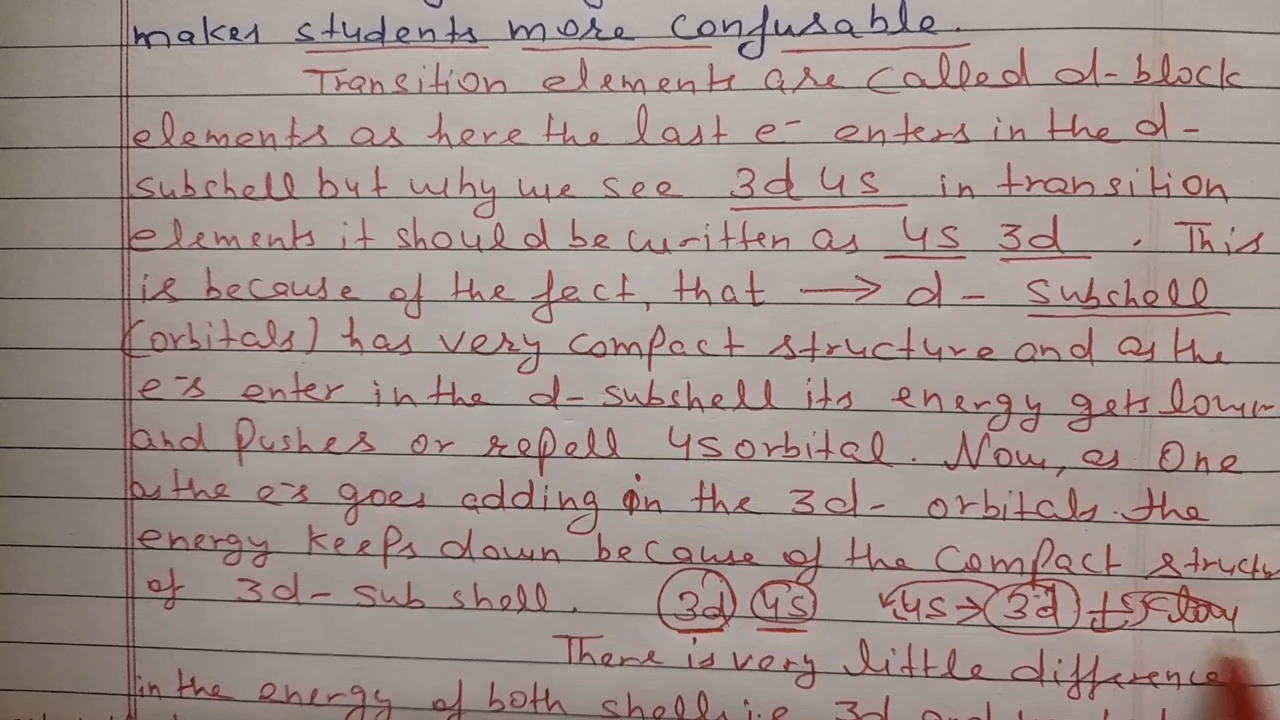 makes students more confusable.
Transition elements are called d-block
elements as here the last e- enters in the d-
subchell but why we see 3d 4s in transition
elements it should be written as 4s 3d . This
is because of the fact, that → d- subchell
(orbitals) has very compact structure and as the
e-s enter in the d-subshell its energy gets lower
and pushes or repell 4s orbital. Now, as One
by the e-s goes adding in the 3d- orbitals. the
energy keeps down because of the compact structu
of 3d-sub shell. 3d 4s 4s → 3d
There is very little difference
in the energy of both shells i.e. 3d and